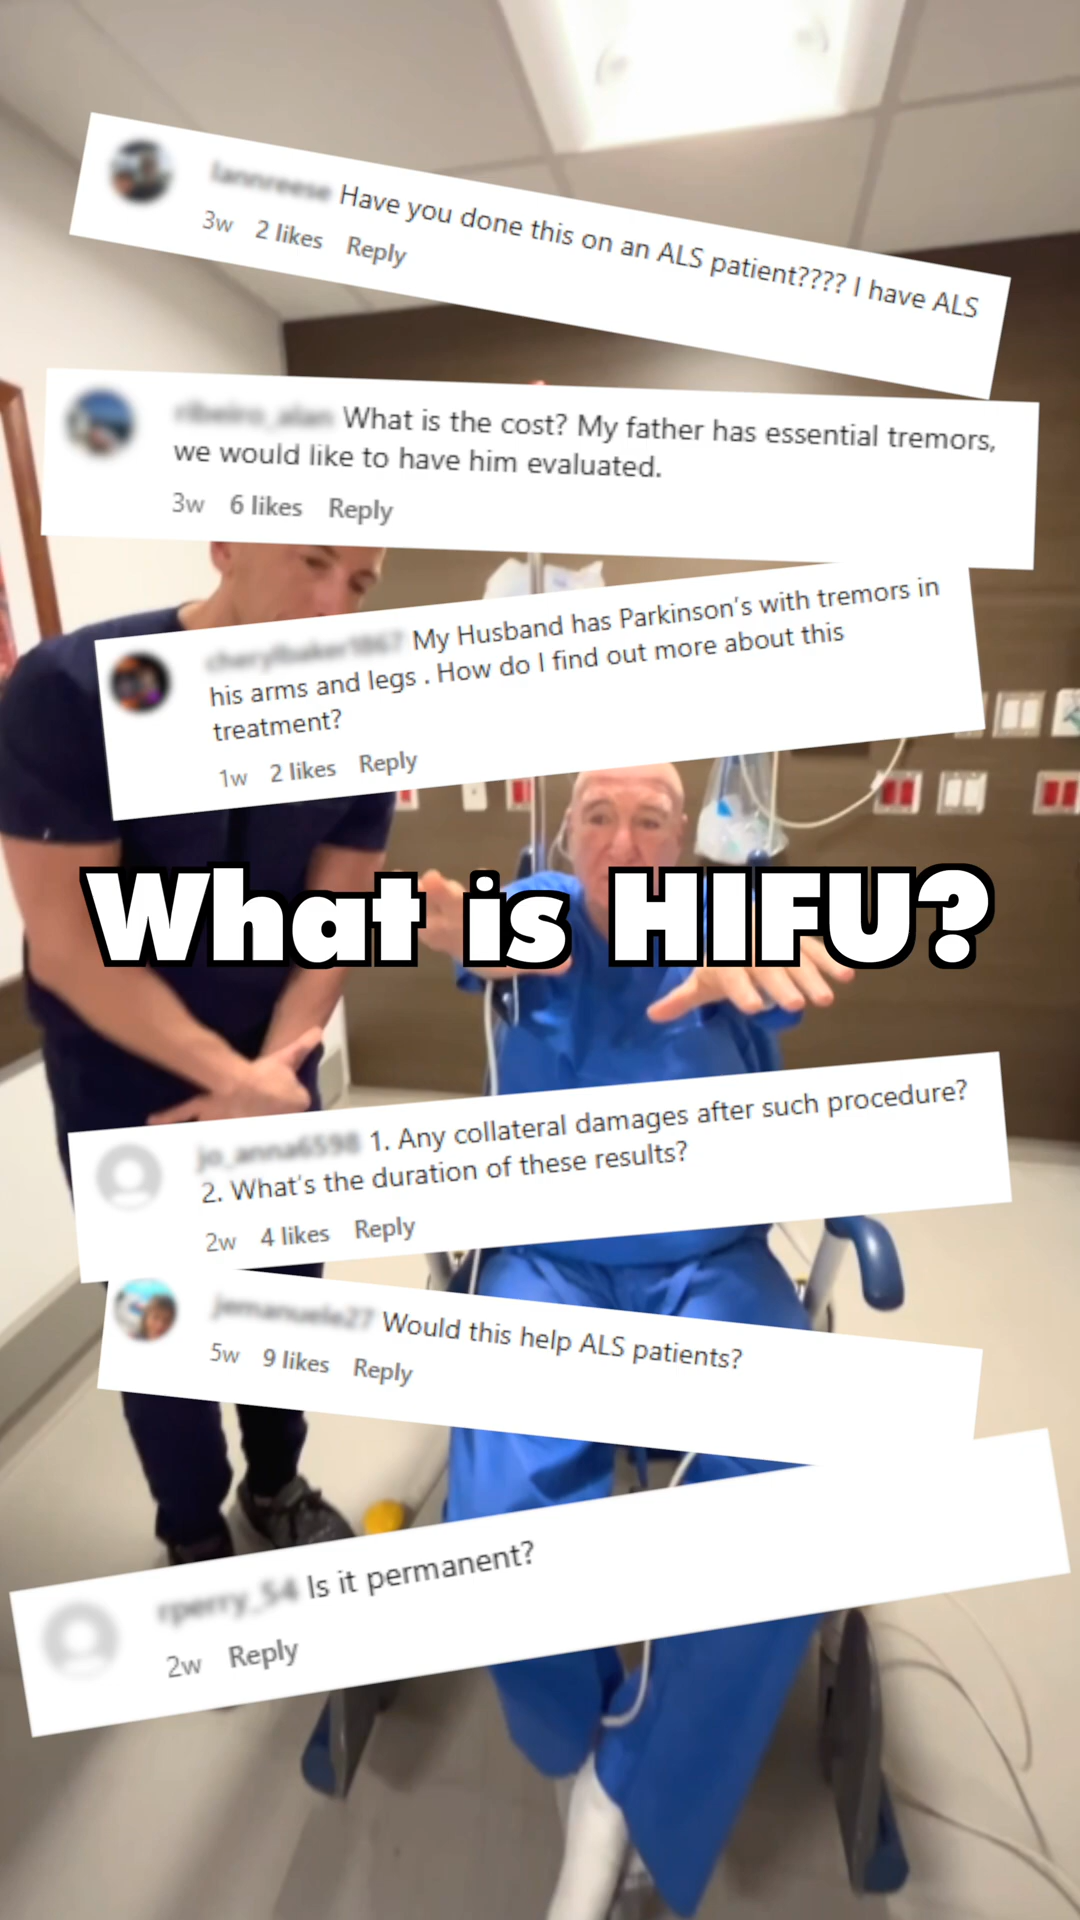 Have you done this on an ALS patient???? I have ALS
3w 2 likes Reply
What is the cost? My father has essential tremors,
we would like to have him evaluated.
3w 6 likes Reply
My Husband has Parkinson's with tremors in
his arms and legs . How do I find out more about this
treatment?
1w 2 likes Reply
What is HIFU?
1. Any collateral damages after such procedure?
2. What's the duration of these results?
2w 4 likes Reply
Would this help ALS patients?
5w 9 likes Reply
Is it permanent?
2w Reply